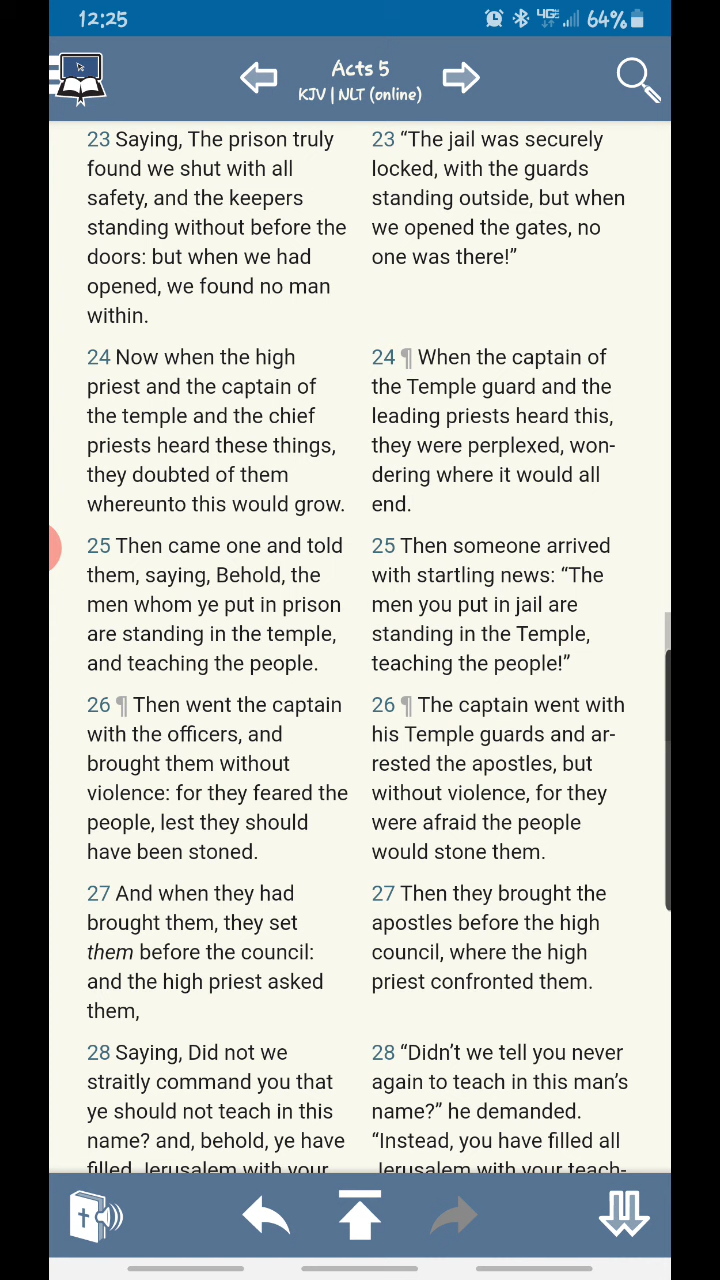 12:25
4GE 64%
Acts 5
KJV | NLT (online)
23 Saying, The prison truly
found we shut with all
safety, and the keepers
standing without before the
doors: but when we had
opened, we found no man
within.
23 “The jail was securely
locked, with the guards
standing outside, but when
we opened the gates, no
one was there!”
24 Now when the high
priest and the captain of
the temple and the chief
priests heard these things,
they doubted of them
whereunto this would grow.
24 ¶ When the captain of
the Temple guard and the
leading priests heard this,
they were perplexed, won-
dering where it would all
end.
25 Then came one and told
them, saying, Behold, the
men whom ye put in prison
are standing in the temple,
and teaching the people.
25 Then someone arrived
with startling news: “The
men you put in jail are
standing in the Temple,
teaching the people!”
26 ¶ Then went the captain
with the officers, and
brought them without
violence: for they feared the
people, lest they should
have been stoned.
26 ¶ The captain went with
his Temple guards and ar-
rested the apostles, but
without violence, for they
were afraid the people
would stone them.
27 And when they had
brought them, they set
them before the council:
and the high priest asked
them,
27 Then they brought the
apostles before the high
council, where the high
priest confronted them.
28 Saying, Did not we
straitly command you that
ye should not teach in this
name? and, behold, ye have
filled Jerusalem with your
28 “Didn’t we tell you never
again to teach in this man’s
name?” he demanded.
“Instead, you have filled all
Jerusalem with your teach-